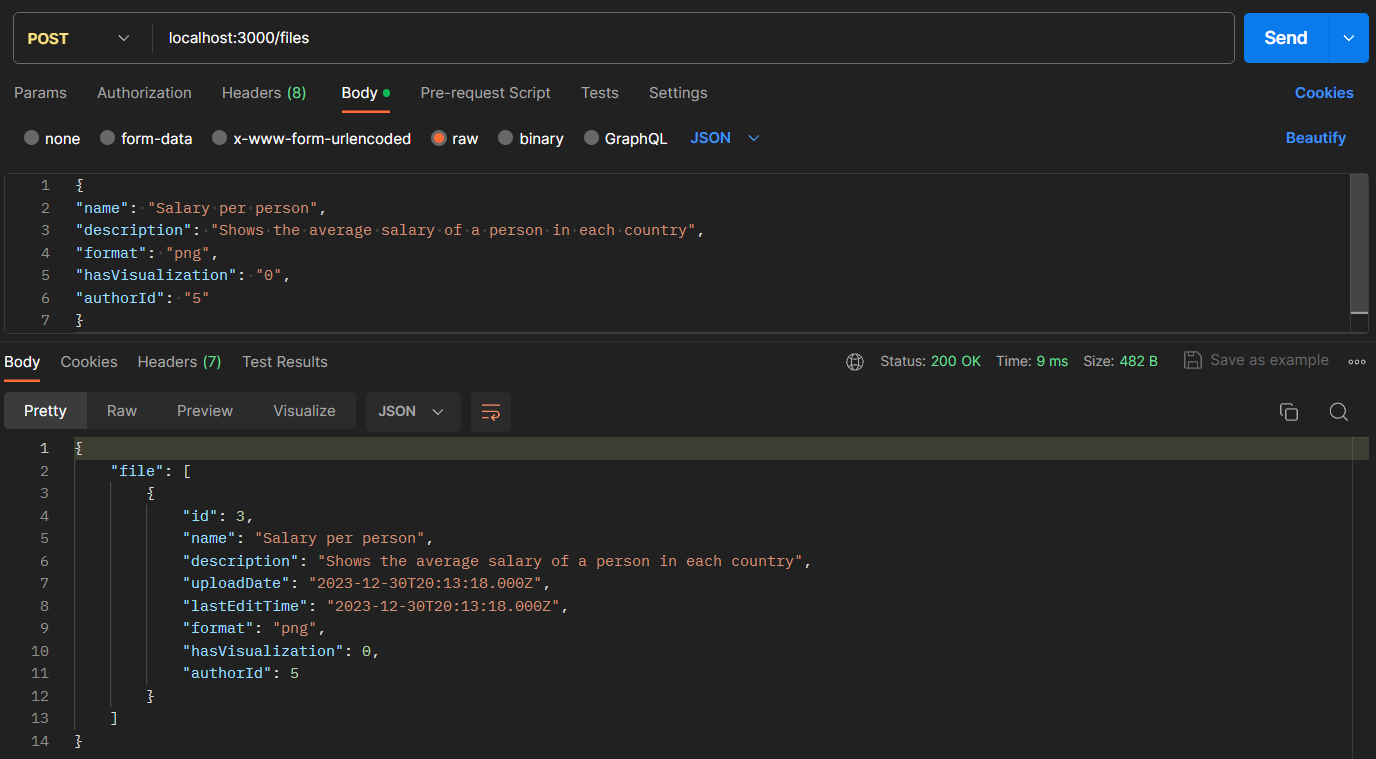 POST localhost:3000/files Send
Params Authorization Headers (8) Body Pre-request Script Tests Settings Cookies
none form-data x-www-form-urlencoded raw binary GraphQL JSON Beautify
1 {
2 "name": "Salary per person",
3 "description": "Shows the average salary of a person in each country",
4 "format": "png",
5 "hasVisualization": "0",
6 "authorId": "5"
7 }
Body Cookies Headers (7) Test Results Status: 200 OK Time: 9 ms Size: 482 B Save as example
Pretty Raw Preview Visualize JSON
1 {
2 "file": [
3 {
4 "id": 3,
5 "name": "Salary per person",
6 "description": "Shows the average salary of a person in each country",
7 "uploadDate": "2023-12-30T20:13:18.000Z",
8 "lastEditTime": "2023-12-30T20:13:18.000Z",
9 "format": "png",
10 "hasVisualization": 0,
11 "authorId": 5
12 }
13 ]
14 }